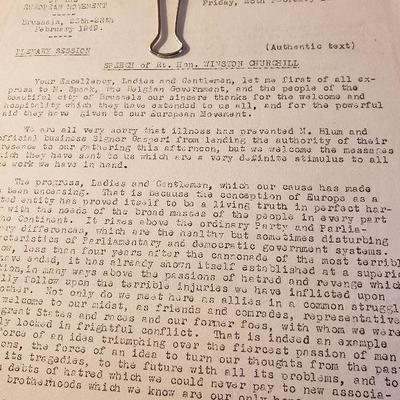 EUROPEAN MOVEMENT
Friday, 25th February
Brussels, 25th-28th
February 1949.
PLENARY SESSION
(Authentic text)
SPEECH of Rt. Hon. WINSTON CHURCHILL
Your Excellency, Ladies and Gentlemen, let me first of all ex-
press to M. Spaak, the Belgian Government, and the people of the
beautiful city of Brussels our sincere thanks for the welcome and
hospitality which they have extended to us all, and for the powerful
aid they have given to our European Movement.
We are all very sorry that illness has prevented M. Blum and
official business Signor Gasperi from lending the authority of their
presence to our gathering this afternoon, but we welcome the messages
which they have sent to us which are a very definite stimulus to all
work we have in hand.
The progress, Ladies and Gentlemen, which our cause has made
been unceasing. That is because the conception of Europe as a
ted entity has proved itself to be a living truth in perfect har-
with the needs of the broad masses of the people in every part
he Continent. It rises above the ordinary Party and Parlia-
ary differences, which are the healthy but sometimes disturbing
cteristics of Parliamentary and democratic government systems.
om, less than four years after the cannonade of the most terrible
have ended, it has already shown itself established at a superio
tion, in many ways above the passions of hatred and revenge which
lly follow upon the terrible injuries we have inflicted upon
other. Not only do we meet here as allies in a common struggl
welcome to our midst, as friends and comrades, representative
great States and races and our former foes, with whom we were
ly locked in frightful conflict. That is indeed an example
force of an idea triumphing over the fiercest passion of men
ons, the force of an idea to turn our thoughts from the past
its tragedies, to the future with all its problems, and to
debts of hatred which we could never pay to new associa-
brotherhoods which we know are our only